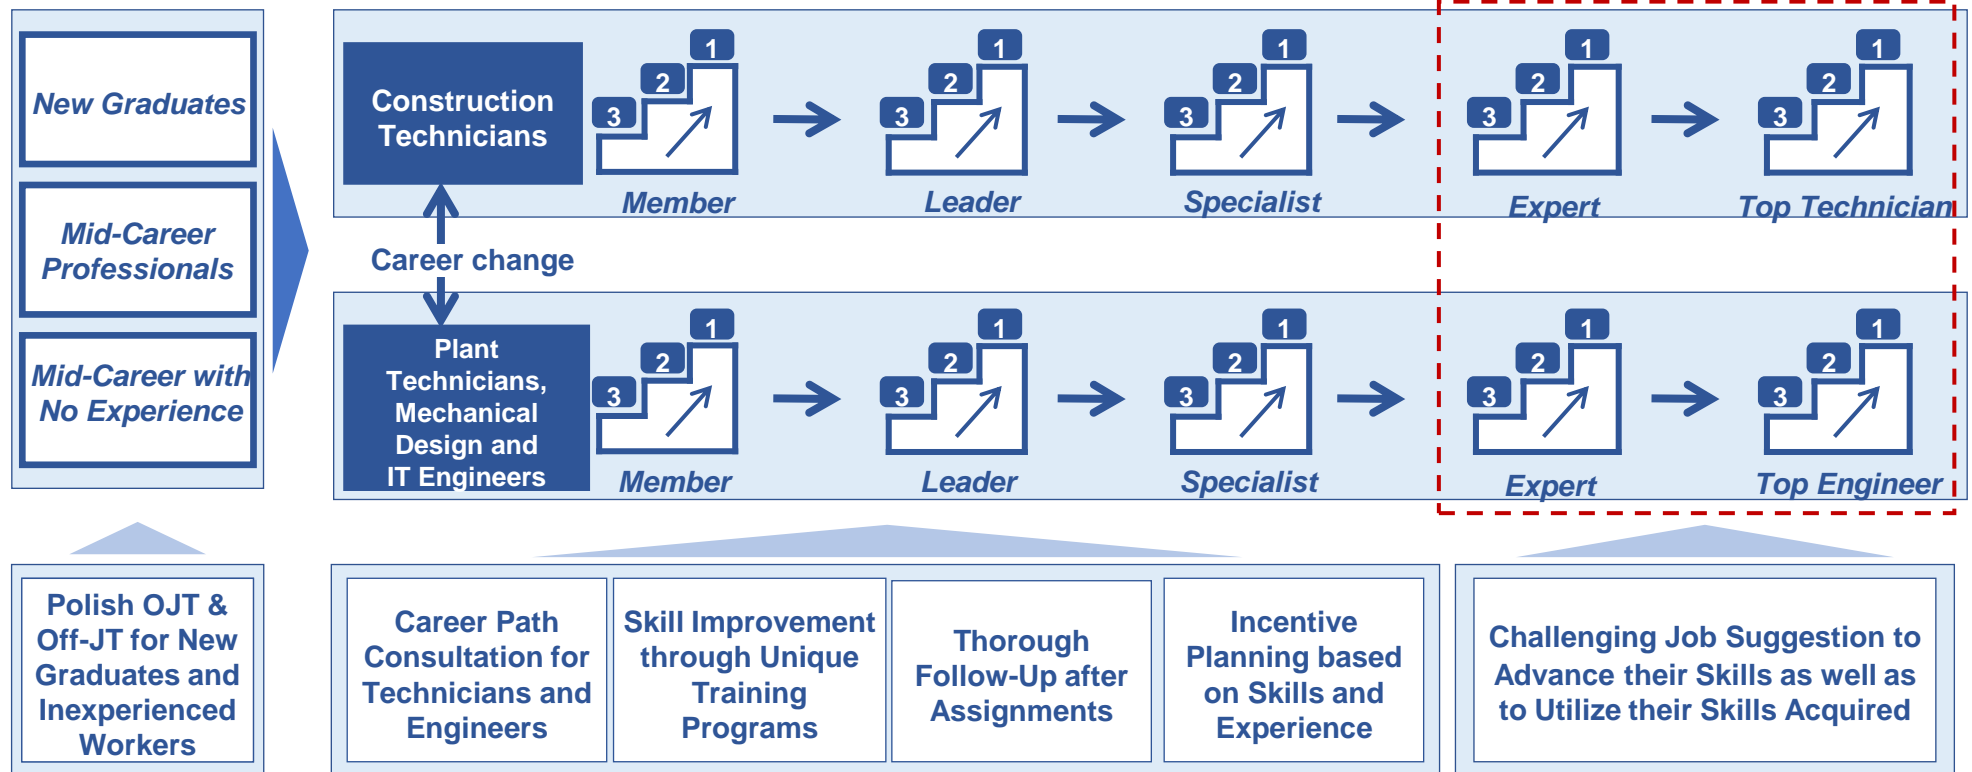 New Graduates
Mid-Career
Professionals
Mid-Career with
No Experience
Construction
Technicians
3
2
1
Member
3
2
1
Leader
3
2
1
Specialist
3
2
1
Expert
3
2
1
Top Technician
Career change
Plant
Technicians,
Mechanical
Design and
IT Engineers
3
2
1
Member
3
2
1
Leader
3
2
1
Specialist
3
2
1
Expert
3
2
1
Top Engineer
Polish OJT &
Off-JT for New
Graduates and
Inexperienced
Workers
Career Path
Consultation for
Technicians and
Engineers
Skill Improvement
through Unique
Training
Programs
Thorough
Follow-Up after
Assignments
Incentive
Planning based
on Skills and
Experience
Challenging Job Suggestion to
Advance their Skills as well as
to Utilize their Skills Acquired